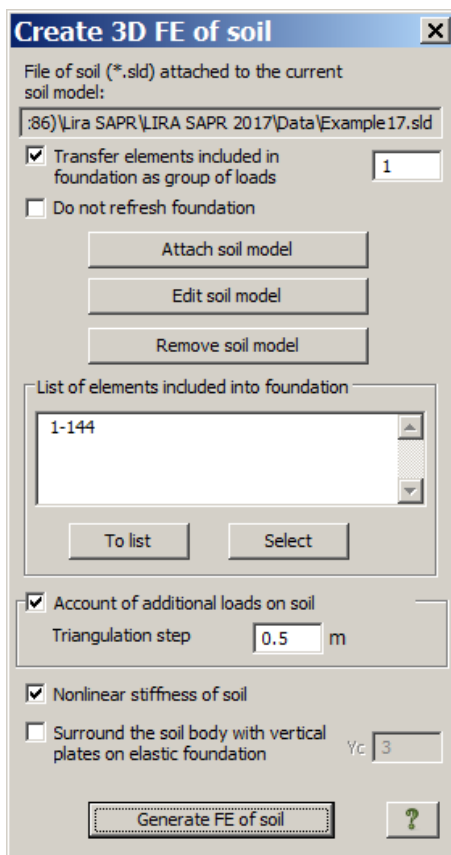 Create 3D FE of soil
File of soil (*.sld) attached to the current
soil model:
:86)\Lira SAPR\LIRA SAPR 2017\Data\Example17.sld
Transfer elements included in
foundation as group of loads
1
Do not refresh foundation
Attach soil model
Edit soil model
Remove soil model
List of elements included into foundation
1-144
To list Select
Account of additional loads on soil
Triangulation step 0.5 m
Nonlinear stiffness of soil
Surround the soil body with vertical
plates on elastic foundation Yc 3
Generate FE of soil ?